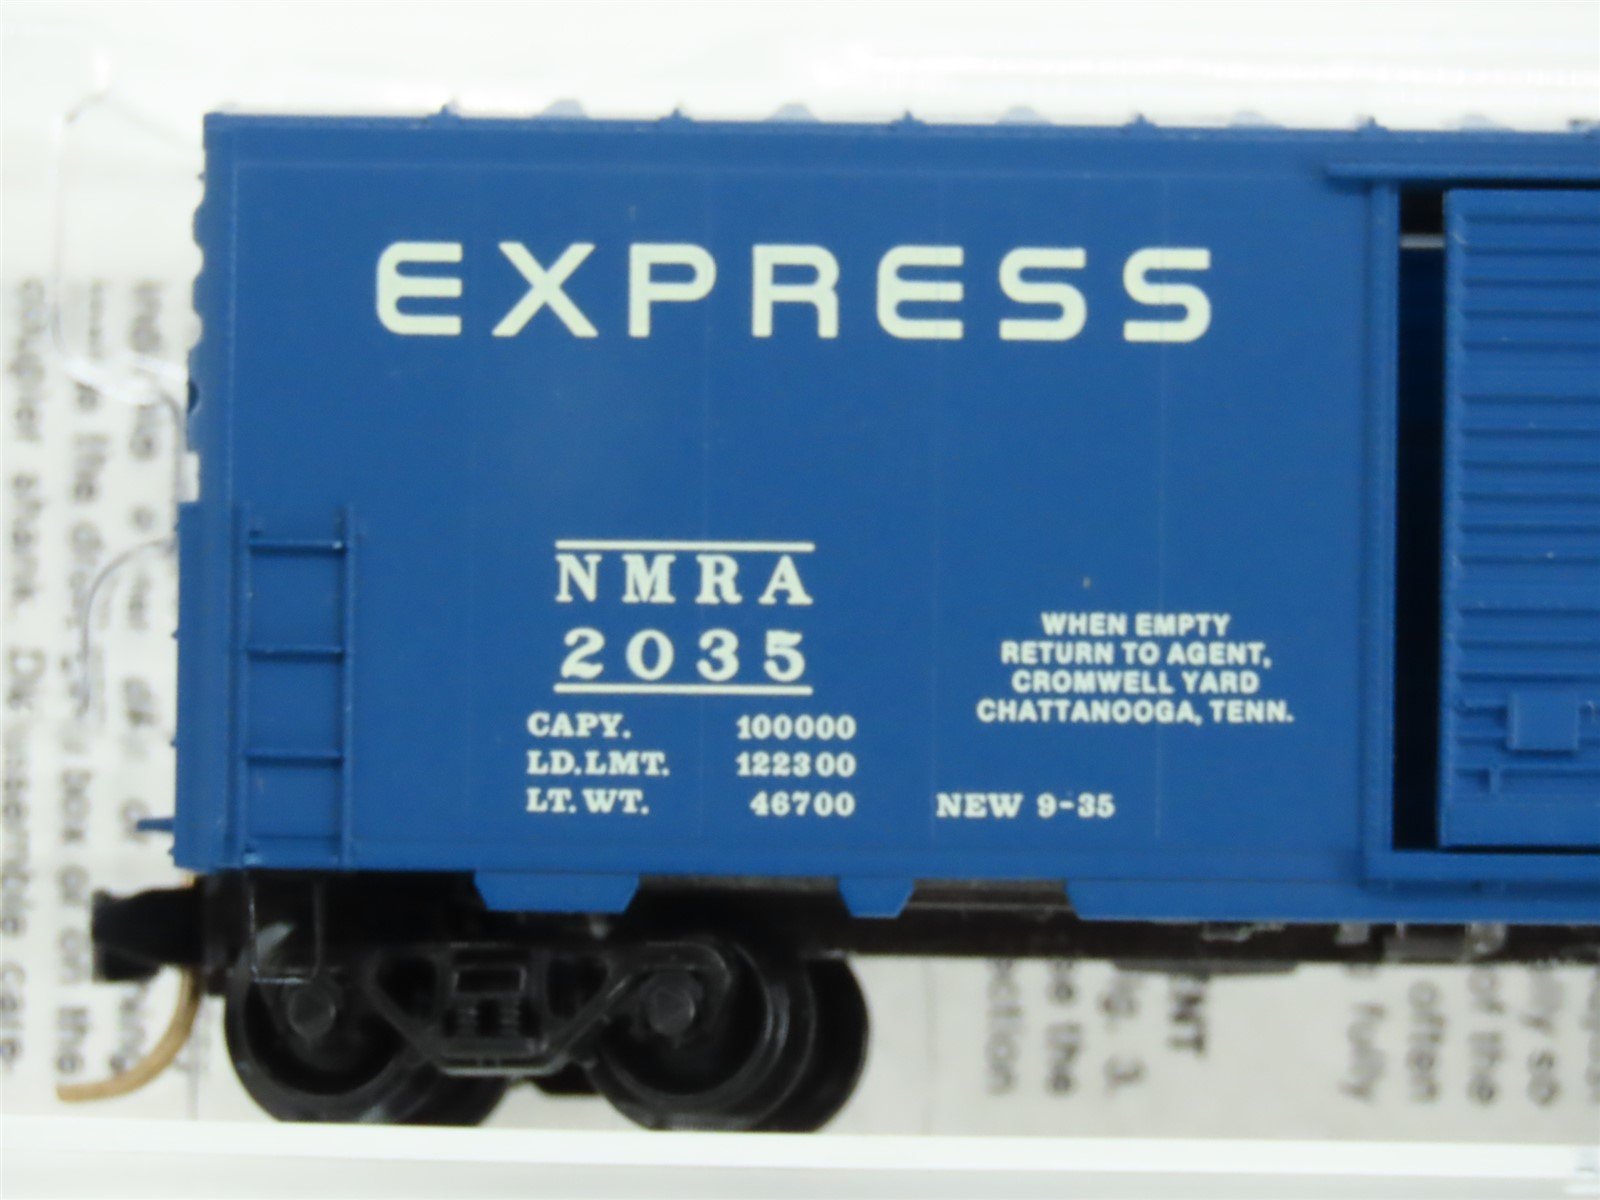 EXPRESS
NMRA
2035
CAPY. 100000
LD.LMT. 122300
LT. WT. 46700
NEW 9-35
WHEN EMPTY
RETURN TO AGENT,
CROMWELL YARD
CHATTANOOGA, TENN.